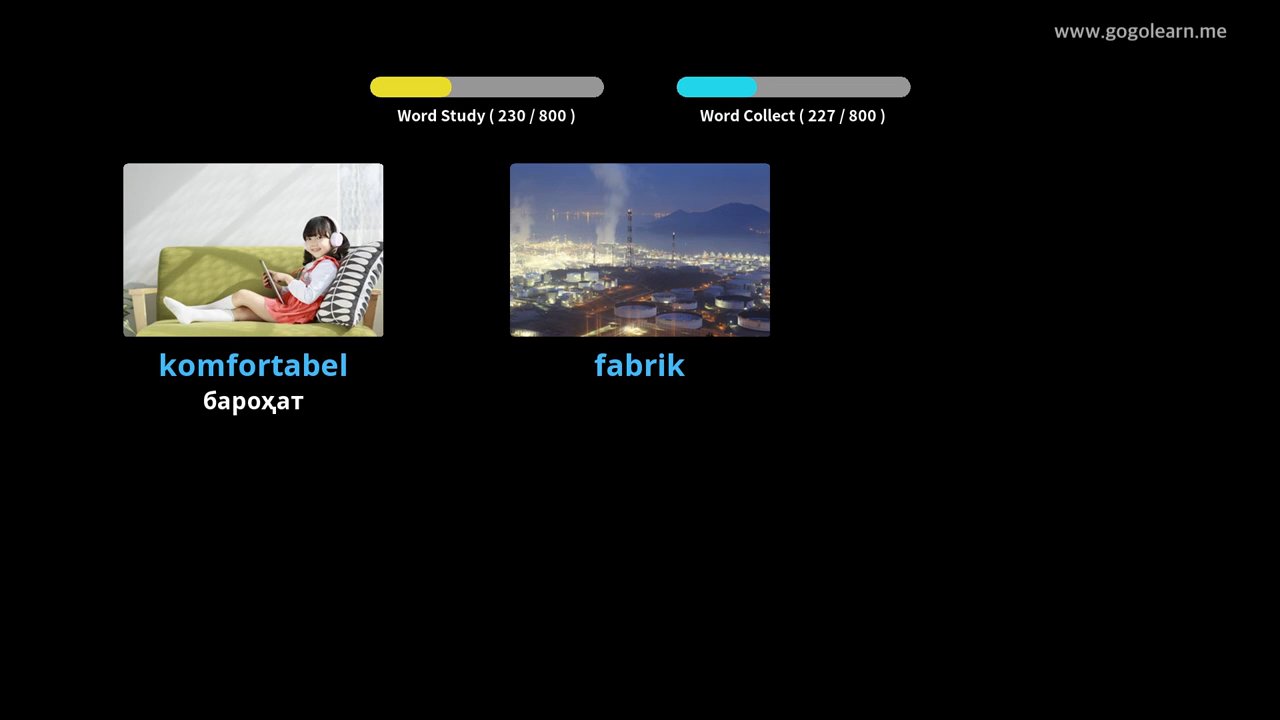 www.gogolearn.me
Word Study ( 230 / 800 )
Word Collect ( 227 / 800 )
komfortabel
бароҳат
fabrik